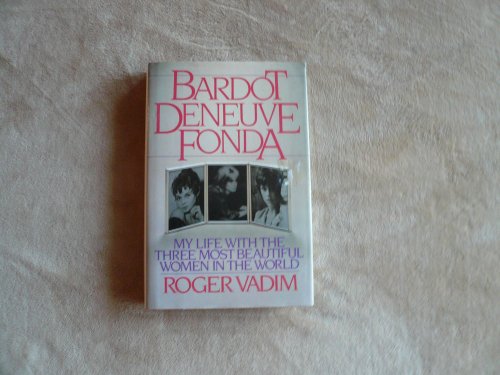 BARDOT
DENEUVE
FONDA
MY LIFE WITH THE
THREE MOST BEAUTIFUL
WOMEN IN THE WORLD
ROGER VADIM